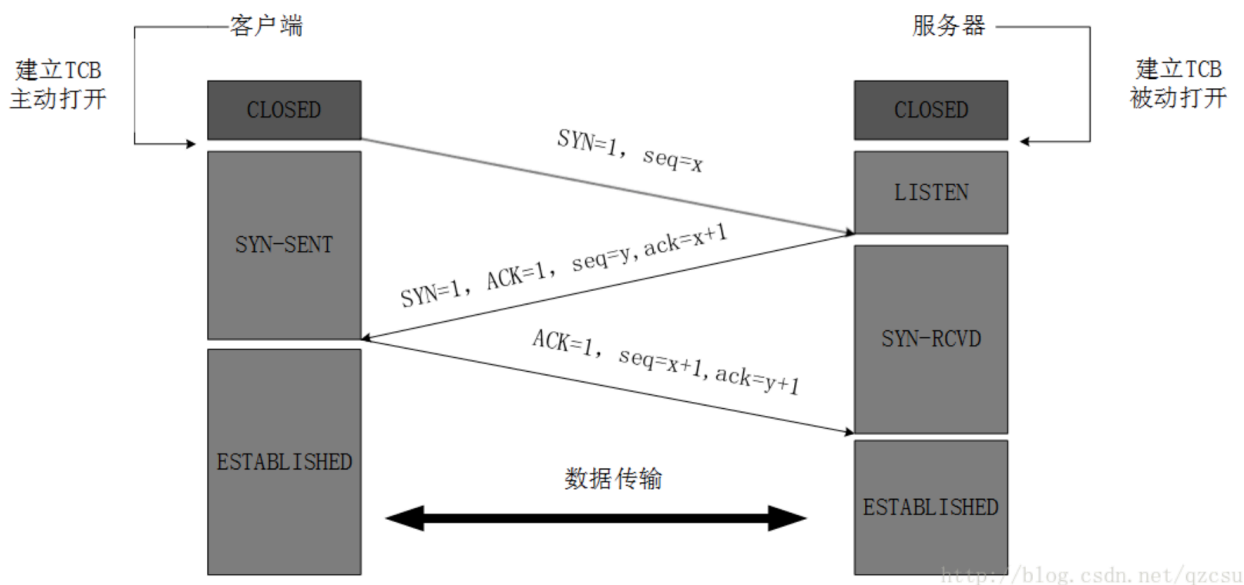 客户端
服务器
建立TCB
主动打开
建立TCB
被动打开
CLOSED
CLOSED
SYN=1, seq=x
LISTEN
SYN-SENT
SYN=1, ACK=1, seq=y,ack=x+1
SYN-RCVD
ACK=1, seq=x+1,ack=y+1
ESTABLISHED
数据传输
ESTABLISHED
http://blog.csdn.net/qzcsu